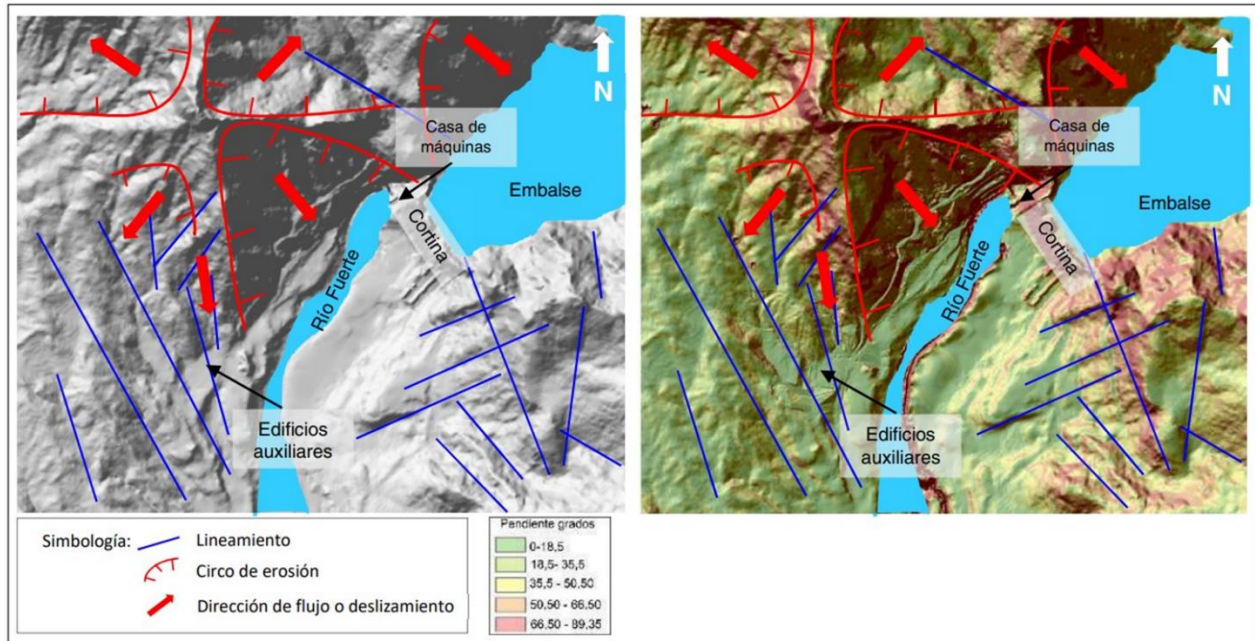 N
Casa de
máquinas
Embalse
Cortina
Río Fuerte
Edificios
auxiliares
N
Casa de
máquinas
Embalse
Cortina
Río Fuerte
Edificios
auxiliares
Simbología:
Lineamiento
Circo de erosión
Dirección de flujo o deslizamiento
Pendiente grados
0-18,5
18,5- 35,5
35,5 - 50,50
50,50 - 66,50
66,50 - 89,35